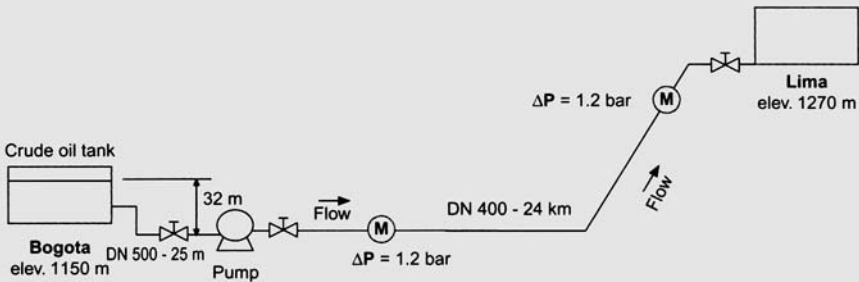 Crude oil tank
32 m
Bogota
elev. 1150 m
DN 500 - 25 m
Pump
Flow
M
ΔP = 1.2 bar
DN 400 - 24 km
Flow
ΔP = 1.2 bar
M
Lima
elev. 1270 m